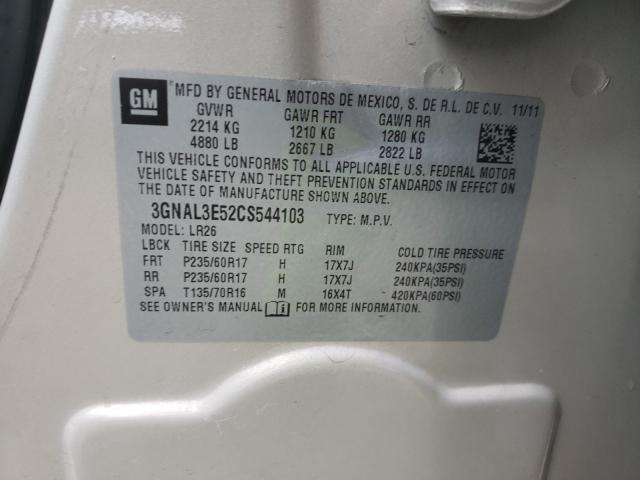 GM
MFD BY GENERAL MOTORS DE MEXICO, S. DE R.L. DE C.V. 11/11
GVWR GAWR FRT GAWR RR
2214 KG 1210 KG 1280 KG
4880 LB 2667 LB 2822 LB
THIS VEHICLE CONFORMS TO ALL APPLICABLE U.S. FEDERAL MOTOR
VEHICLE SAFETY AND THEFT PREVENTION STANDARDS IN EFFECT ON
THE DATE OF MANUFACTURE SHOWN ABOVE.
3GNAL3E52CS544103 TYPE: M.P.V.
MODEL: LR26
LBCK TIRE SIZE SPEED RTG RIM COLD TIRE PRESSURE
FRT P235/60R17 H 17X7J 240KPA(35PSI)
RR P235/60R17 H 17X7J 240KPA(35PSI)
SPA T135/70R16 M 16X4T 420KPA(60PSI)
SEE OWNER'S MANUAL FOR MORE INFORMATION.